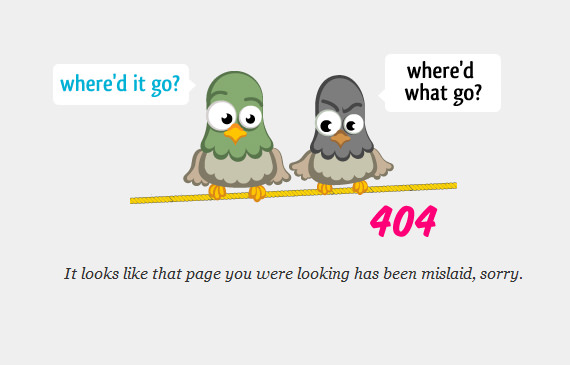 where'd it go?
where'd
what go?
404
It looks like that page you were looking has been mislaid, sorry.